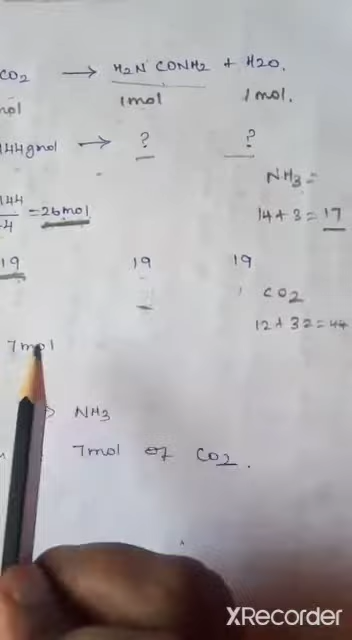 CO2 → H2N CONH2 + H2O.
mol 1mol 1mol.
144gmol → ? ?
NH3 =
144/4 = 26mol 14+3 = 17
19 19 19
CO2
12+32=44
7mol
NH3
7mol of CO2.
XRecorder